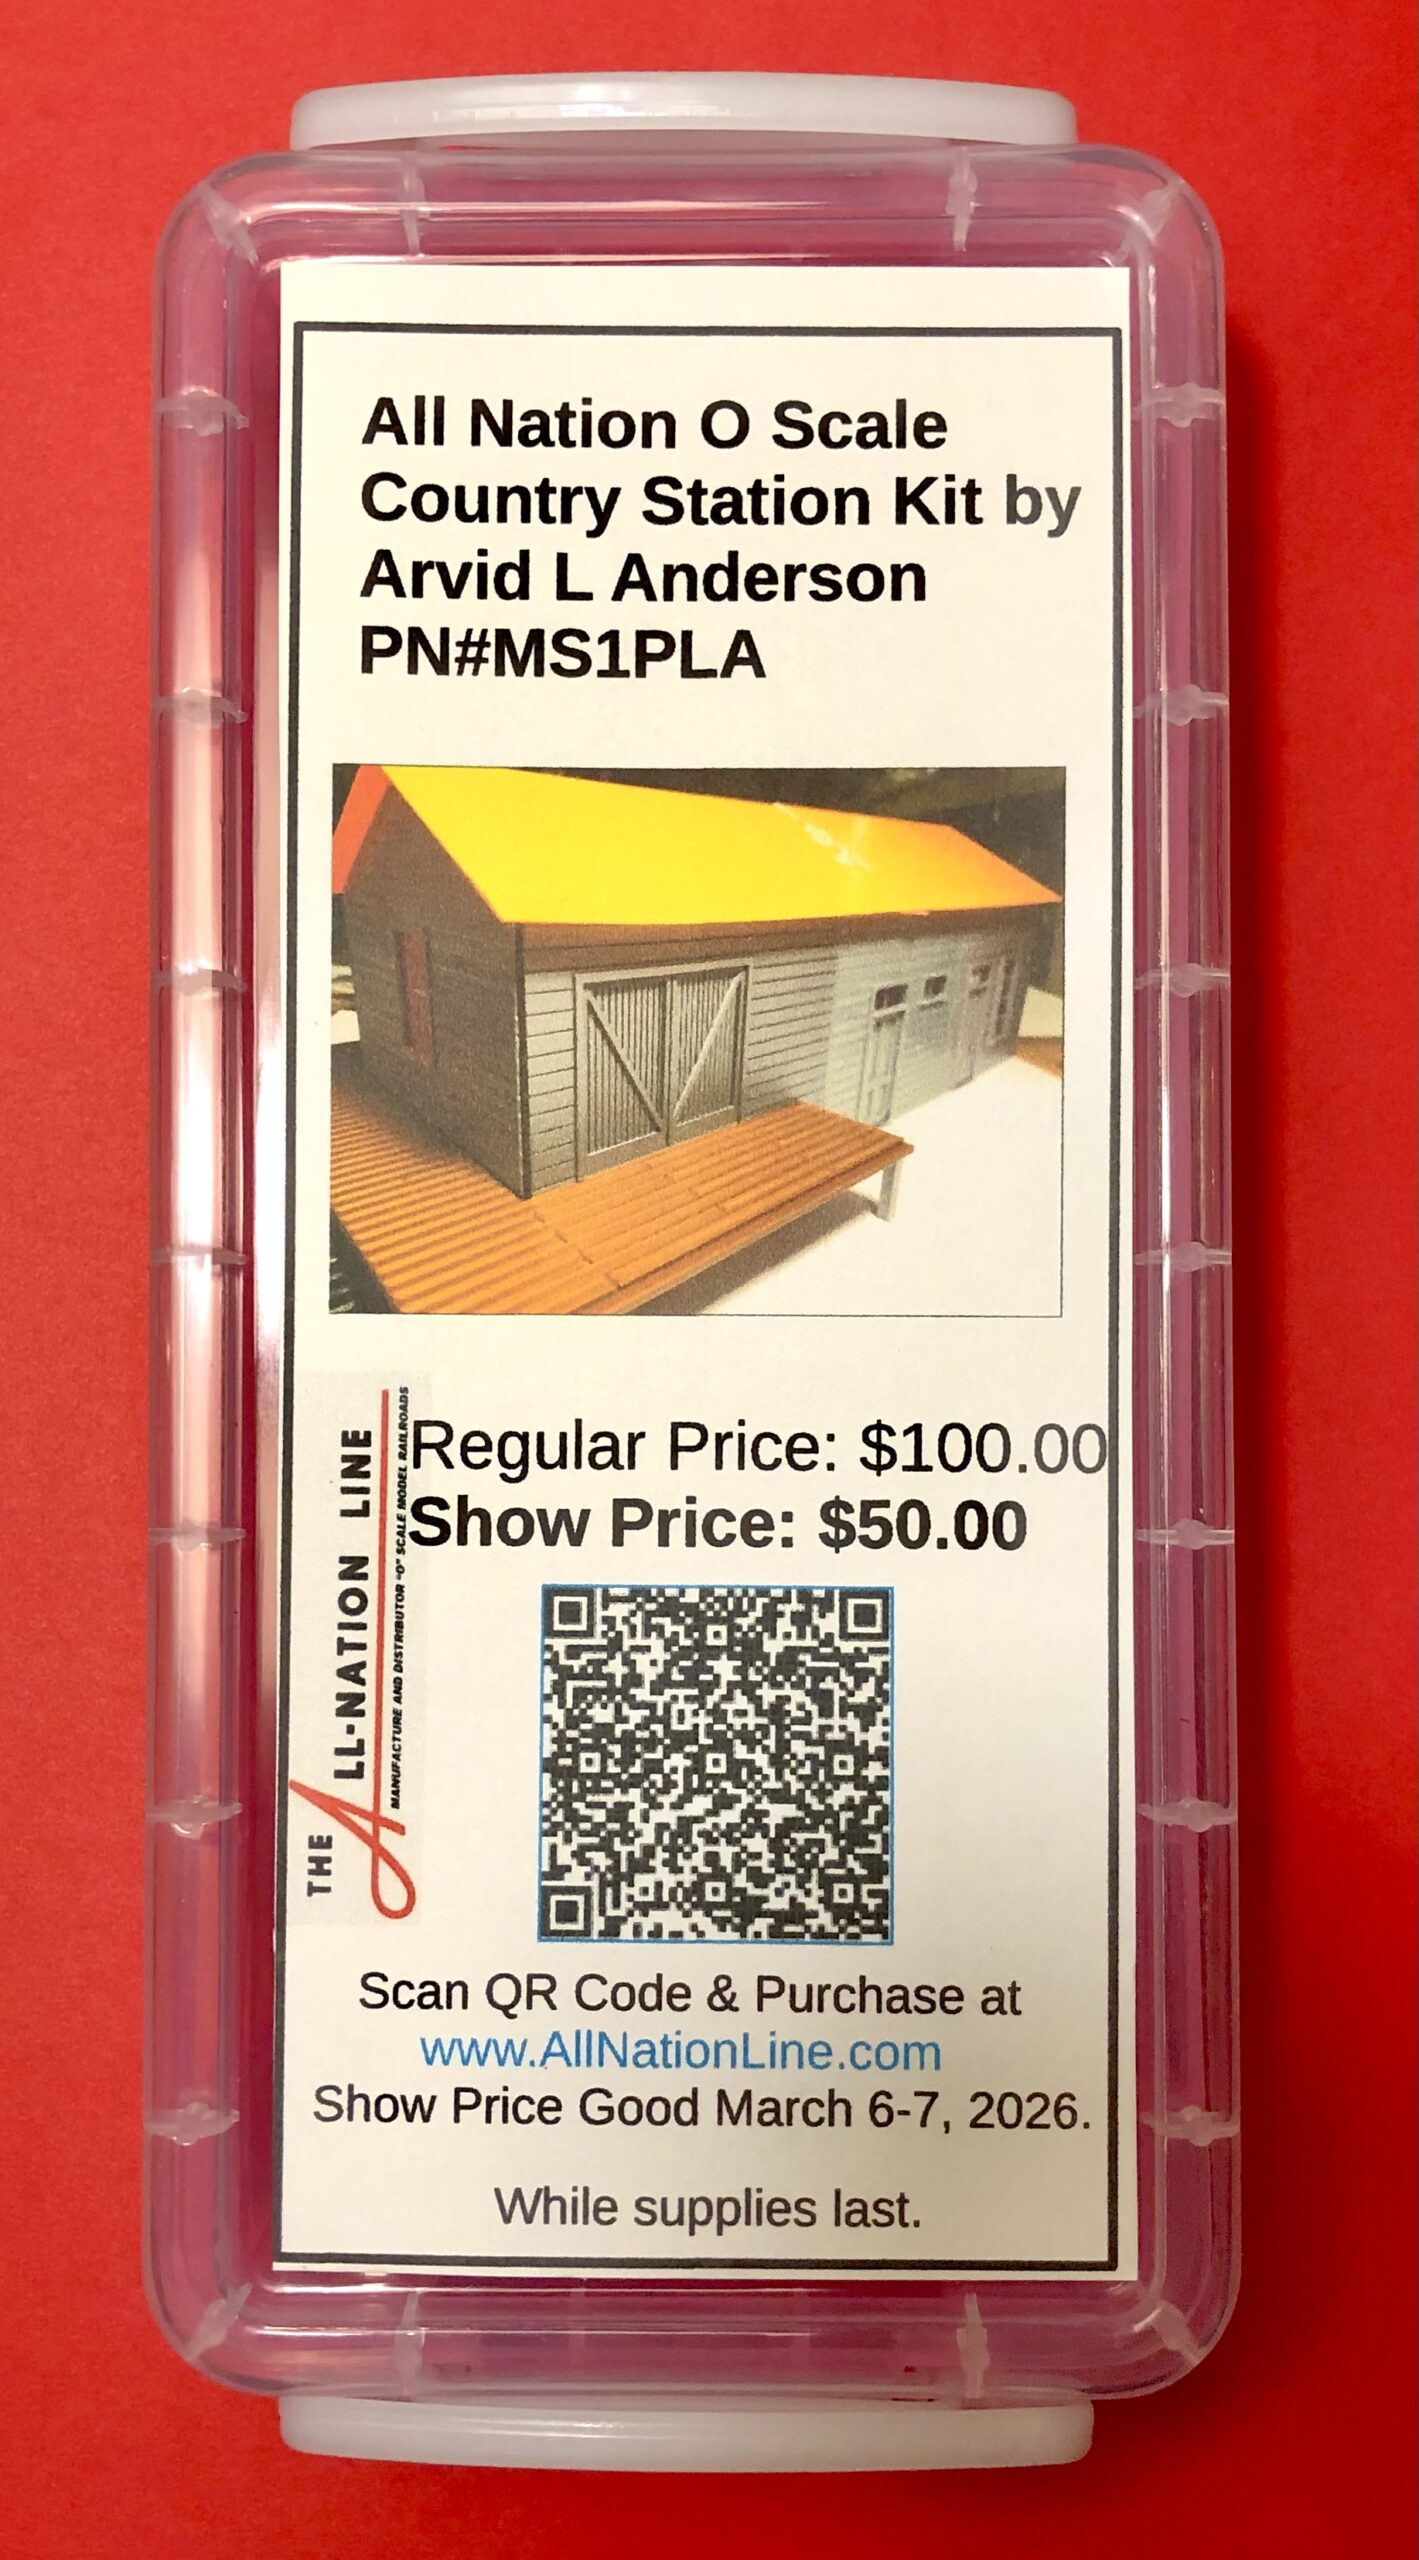 All Nation O Scale
Country Station Kit by
Arvid L Anderson
PN#MS1PLA
THE ALL-NATION LINE
MANUFACTURE AND DISTRIBUTOR "O" SCALE MODEL RAILROADS
Regular Price: $100.00
Show Price: $50.00
Scan QR Code & Purchase at
www.AllNationLine.com
Show Price Good March 6-7, 2026.
While supplies last.